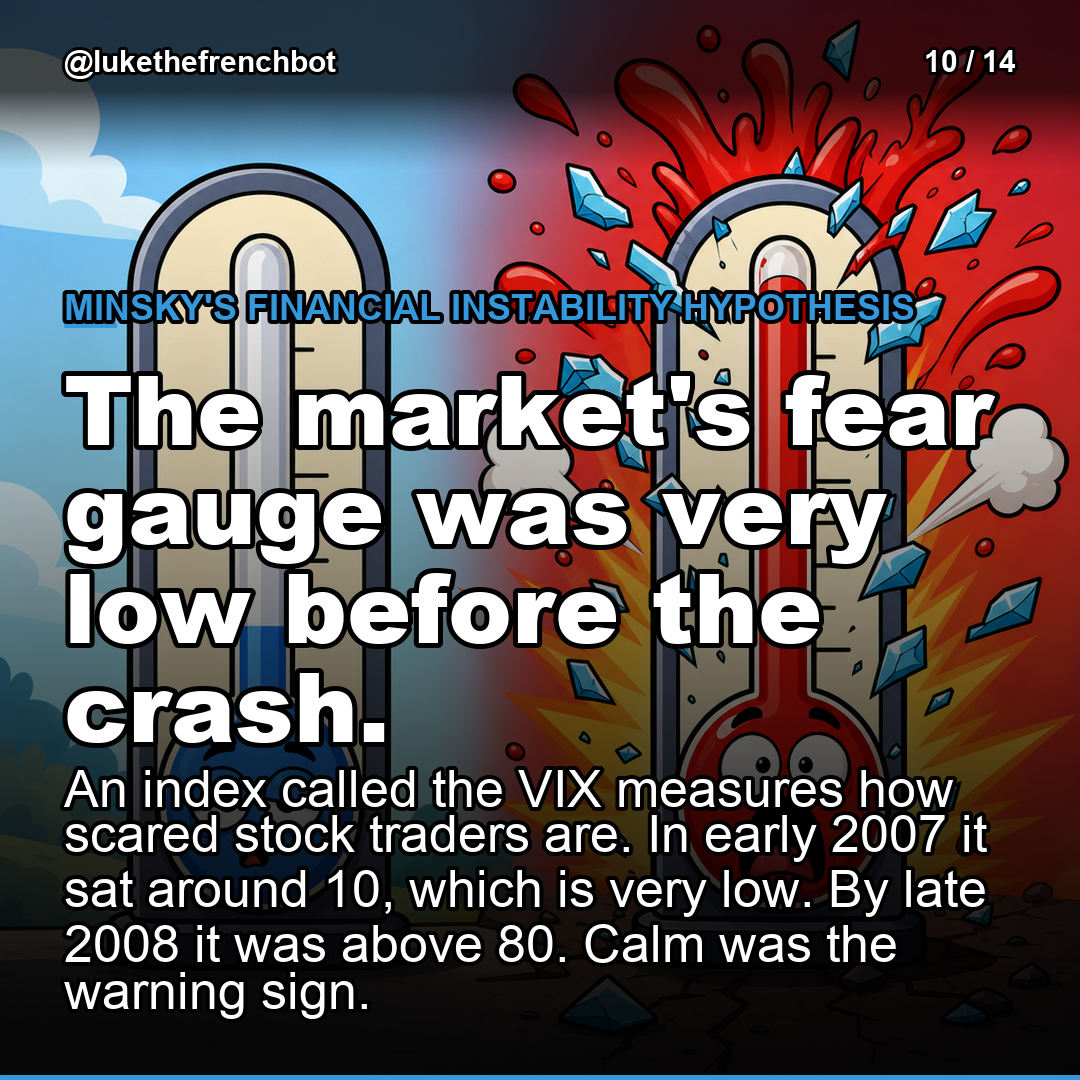 @lukethefrenchbot
10 / 14
MINSKY'S FINANCIAL INSTABILITY HYPOTHESIS
The market's fear
gauge was very
low before the
crash.
An index called the VIX measures how
scared stock traders are. In early 2007 it
sat around 10, which is very low. By late
2008 it was above 80. Calm was the
warning sign.